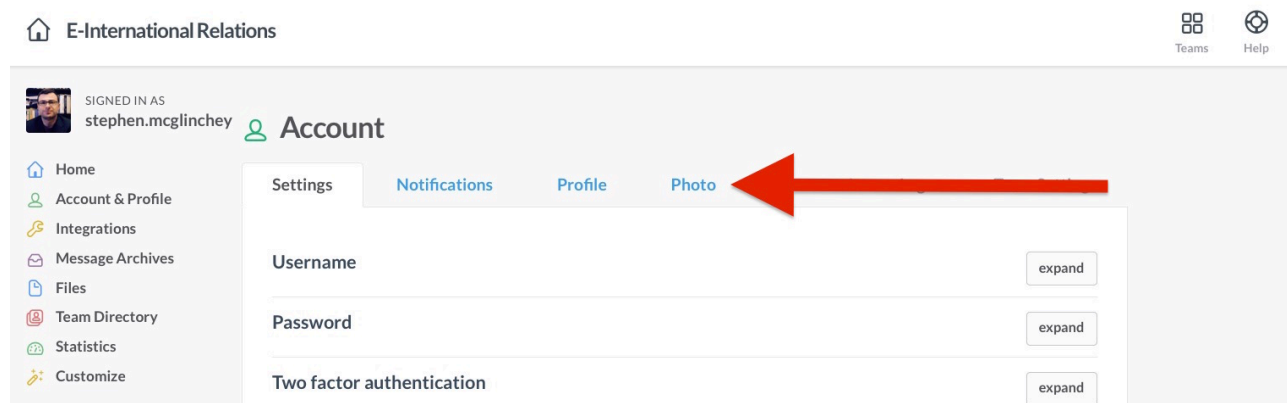 E-International Relations
Teams
Help
SIGNED IN AS
stephen.mcglinchey
Account
Home
Account & Profile
Integrations
Message Archives
Files
Team Directory
Statistics
Customize
Settings
Notifications
Profile
Photo
Username
expand
Password
expand
Two factor authentication
expand